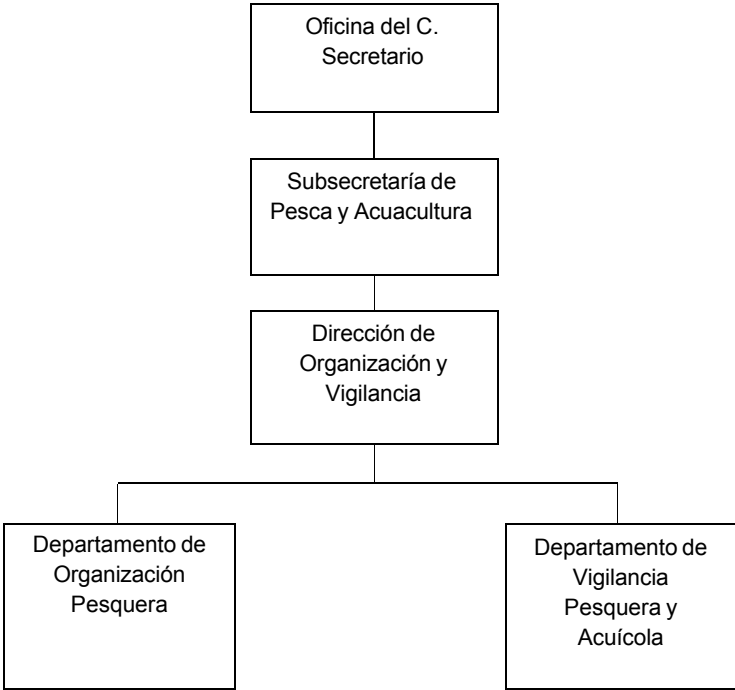 Oficina del C.
Secretario
Subsecretaría de
Pesca y Acuacultura
Dirección de
Organización y
Vigilancia
Departamento de
Organización
Pesquera
Departamento de
Vigilancia
Pesquera y
Acuícola